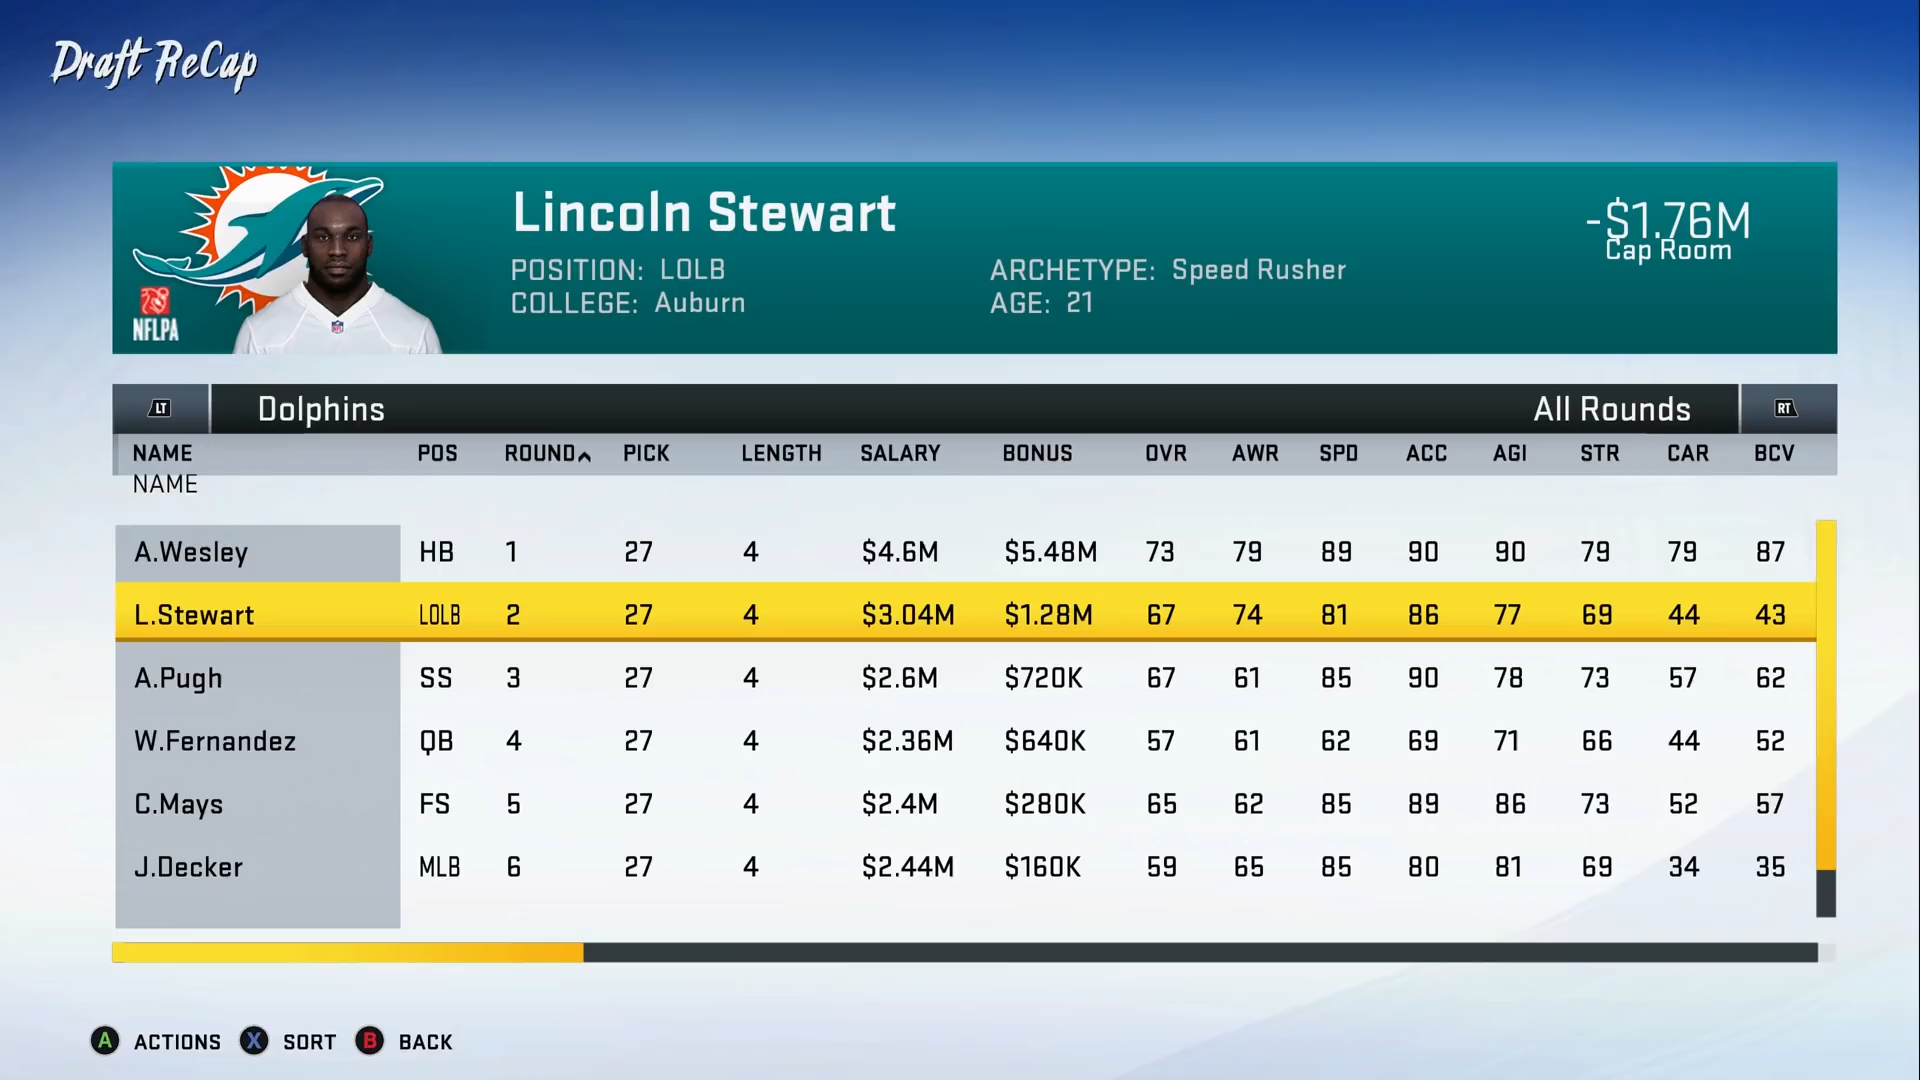 Draft ReCap
Lincoln Stewart
-$1.76M
Cap Room
POSITION: LOLB
ARCHETYPE: Speed Rusher
COLLEGE: Auburn
AGE: 21
NFLPA
LT Dolphins All Rounds RT
NAME POS ROUND PICK LENGTH SALARY BONUS OVR AWR SPD ACC AGI STR CAR BCV
NAME
A.Wesley HB 1 27 4 $4.6M $5.48M 73 79 89 90 90 79 79 87
L.Stewart LOLB 2 27 4 $3.04M $1.28M 67 74 81 86 77 69 44 43
A.Pugh SS 3 27 4 $2.6M $720K 67 61 85 90 78 73 57 62
W.Fernandez QB 4 27 4 $2.36M $640K 57 61 62 69 71 66 44 52
C.Mays FS 5 27 4 $2.4M $280K 65 62 85 89 86 73 52 57
J.Decker MLB 6 27 4 $2.44M $160K 59 65 85 80 81 69 34 35
A ACTIONS X SORT B BACK